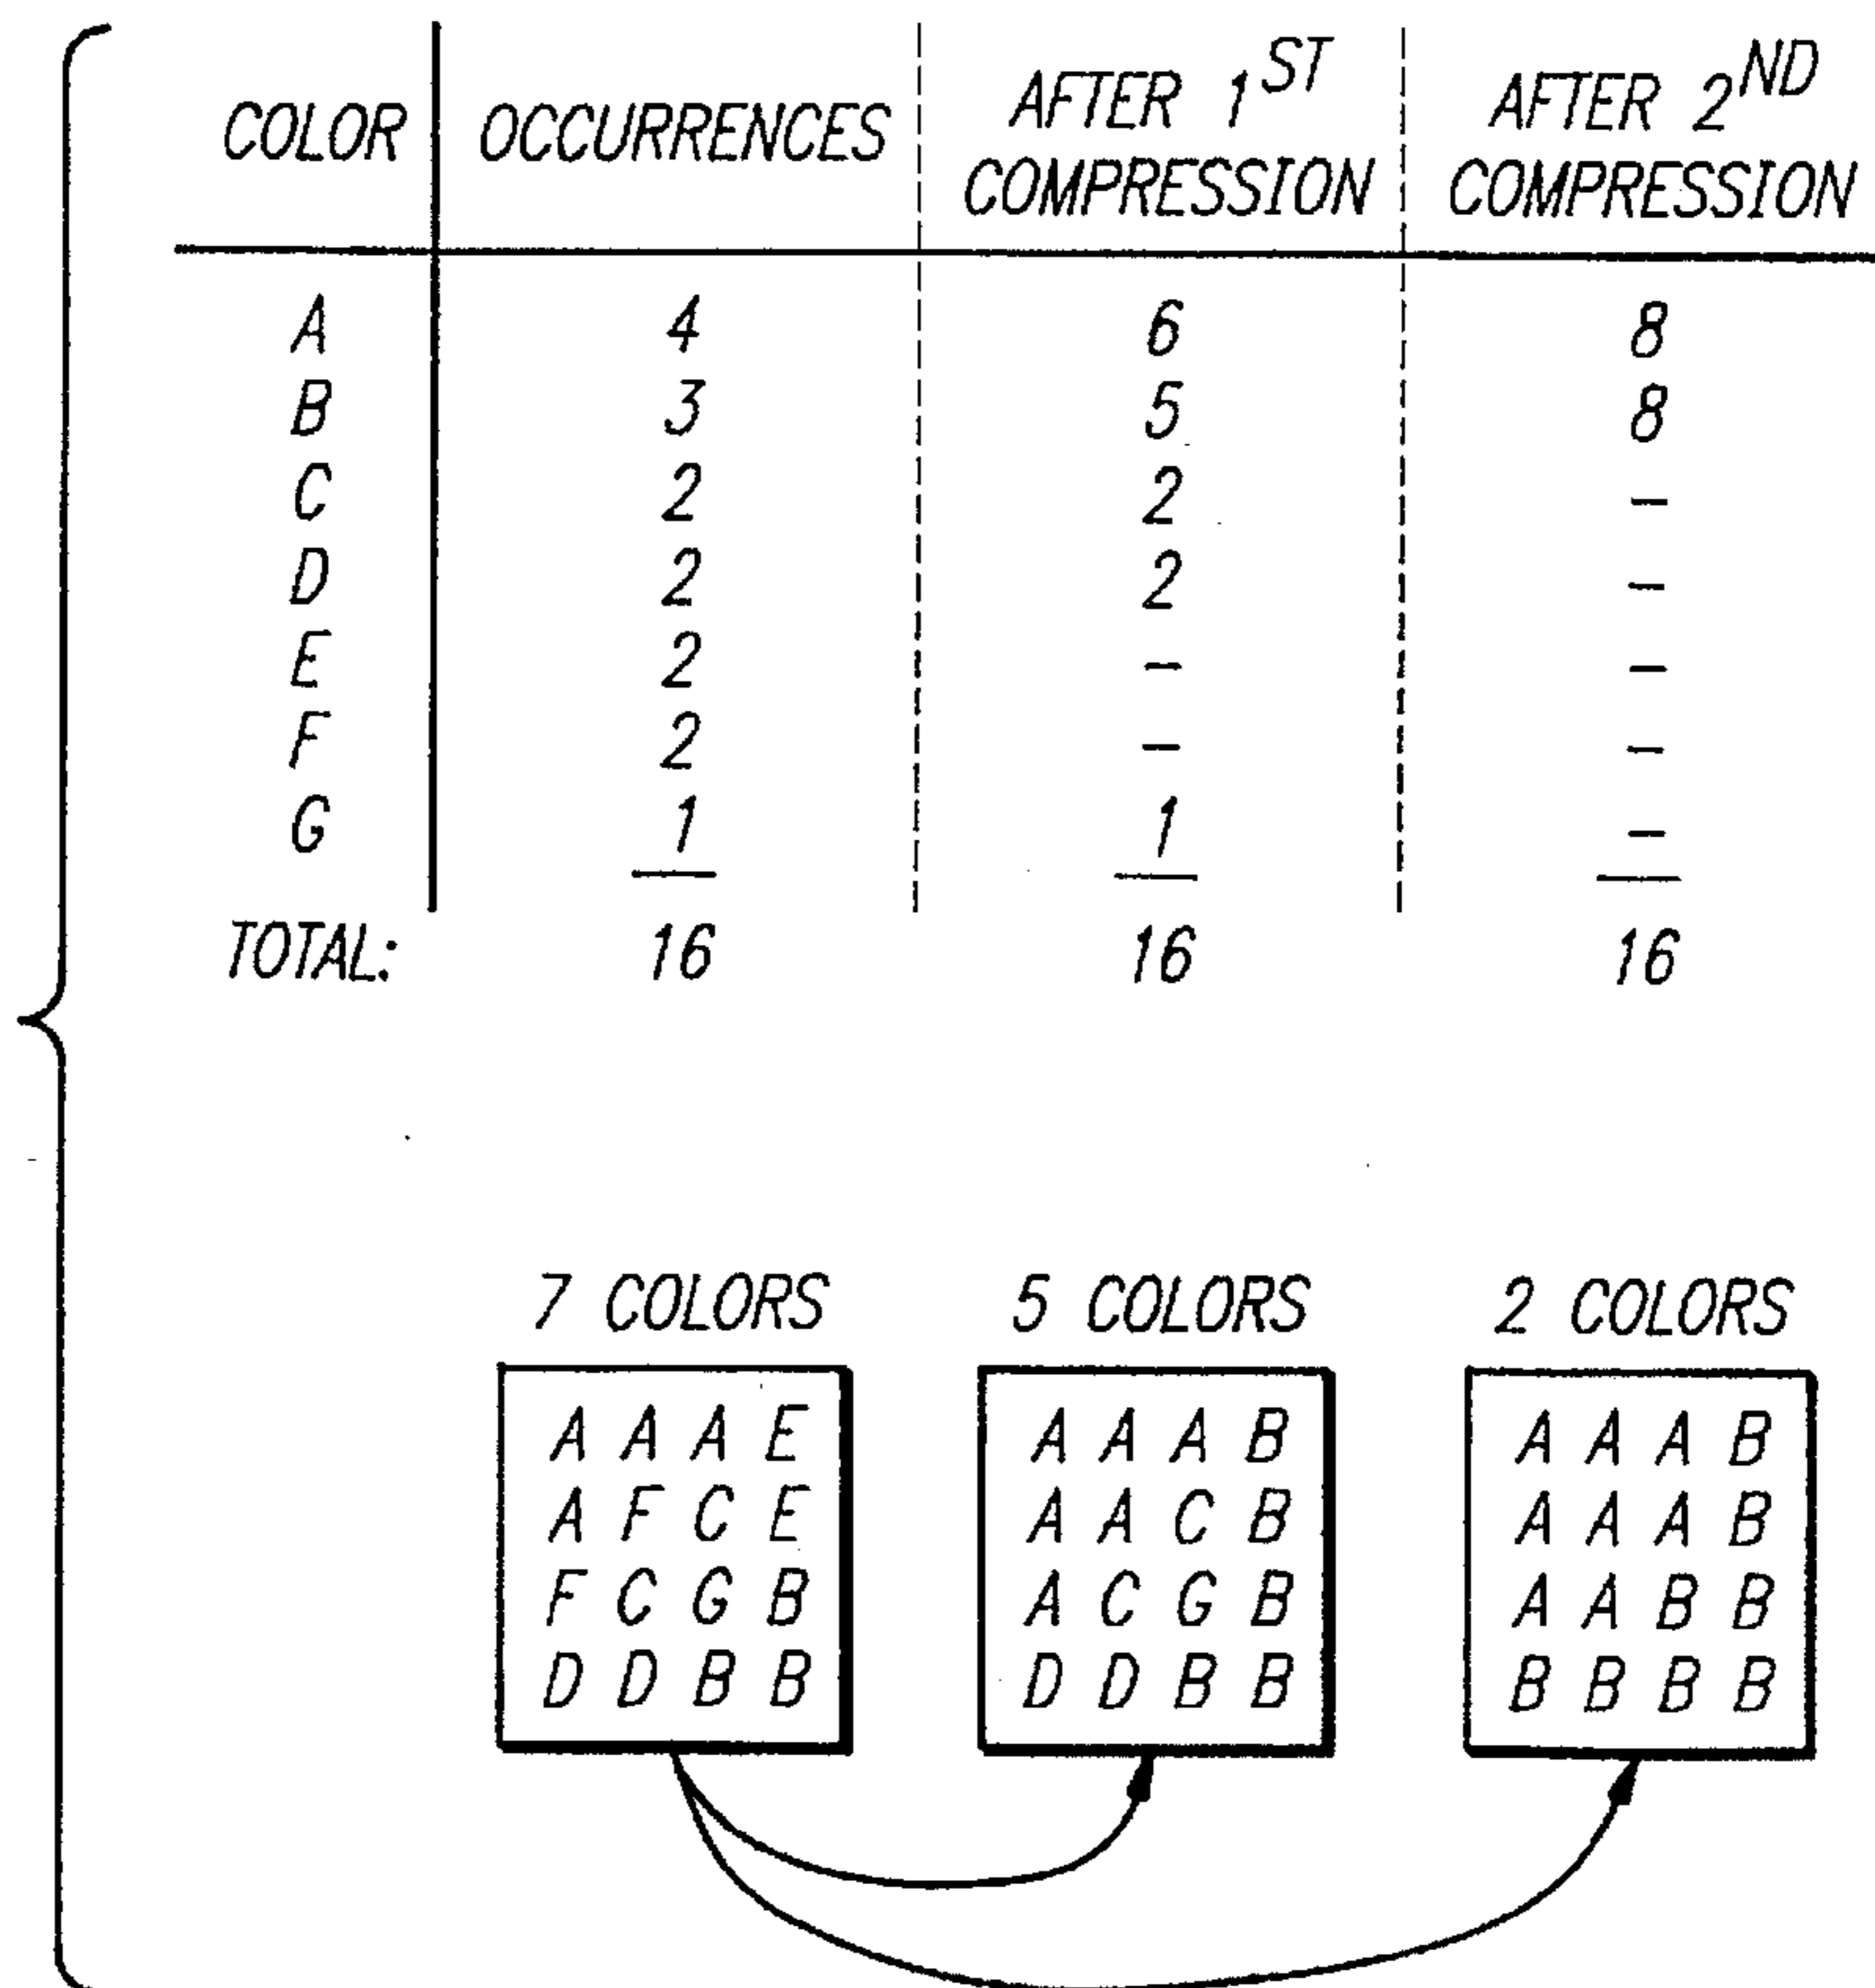 COLOR OCCURRENCES AFTER 1ST COMPRESSION AFTER 2ND COMPRESSION
A 4 6 8
B 3 5 8
C 2 2 –
D 2 2 –
E 2 – –
F 2 – –
G 1 1 –
TOTAL: 16 16 16
7 COLORS 5 COLORS 2 COLORS
A A A E A A A B A A A B
A F C E A A C B A A A B
F C G B A C G B A A B B
D D B B D D B B B B B B